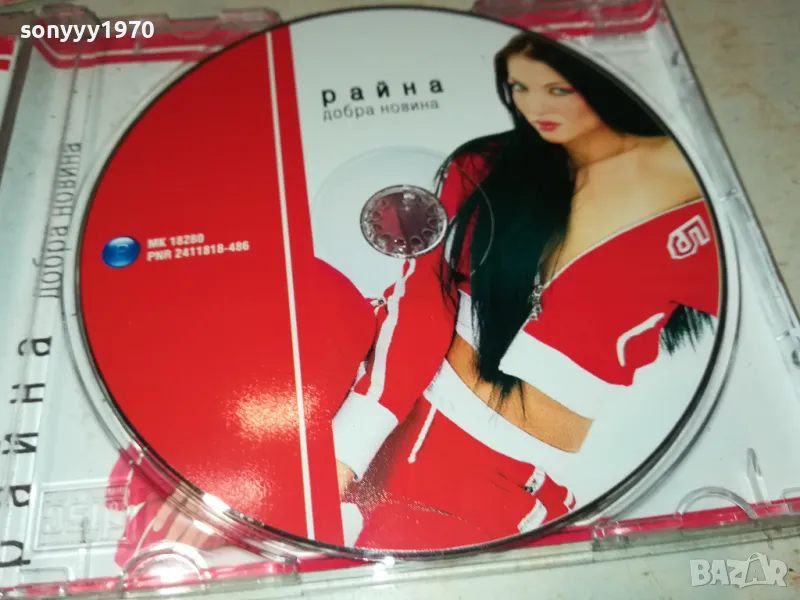 sonyyy1970
райна
добра новина
MK 18280
PNR 2411818-486
райна
добра новина
BAZAR